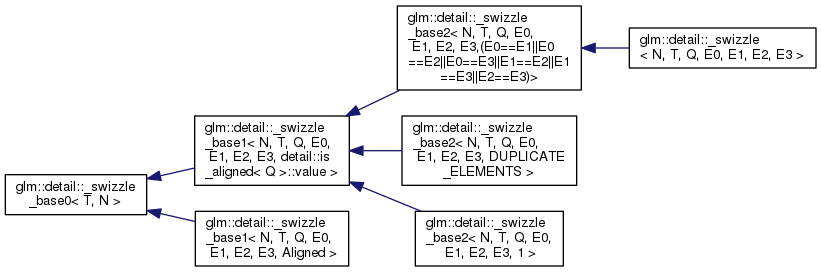 glm::detail::_swizzle
_base2< N, T, Q, E0,
E1, E2, E3,(E0==E1||E0
==E2||E0==E3||E1==E2||E1
==E3||E2==E3)>
glm::detail::_swizzle
< N, T, Q, E0, E1, E2, E3 >
glm::detail::_swizzle
_base1< N, T, Q, E0,
E1, E2, E3, detail::is
_aligned< Q >::value >
glm::detail::_swizzle
_base2< N, T, Q, E0,
E1, E2, E3, DUPLICATE
_ELEMENTS >
glm::detail::_swizzle
_base0< T, N >
glm::detail::_swizzle
_base1< N, T, Q, E0,
E1, E2, E3, Aligned >
glm::detail::_swizzle
_base2< N, T, Q, E0,
E1, E2, E3, 1 >